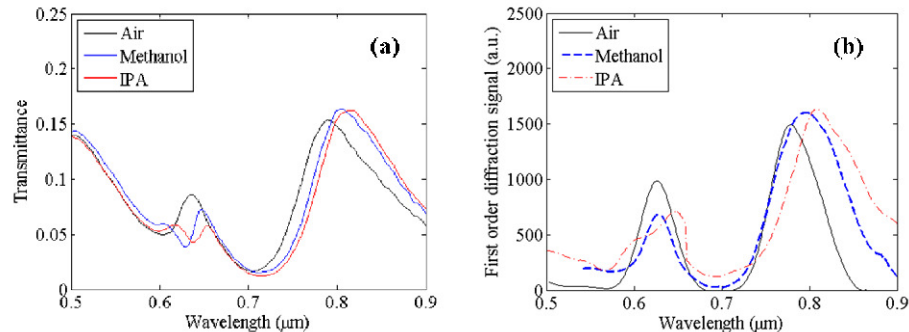 0.25
0.2
0.15
0.1
0.05
0
0.5
0.6
0.7
0.8
0.9
Transmittance
Wavelength (μm)
Air
Methanol
IPA
(a)
2500
2000
1500
1000
500
0
0.5
0.6
0.7
0.8
0.9
First order diffraction signal (a.u.)
Wavelength (μm)
Air
Methanol
IPA
(b)